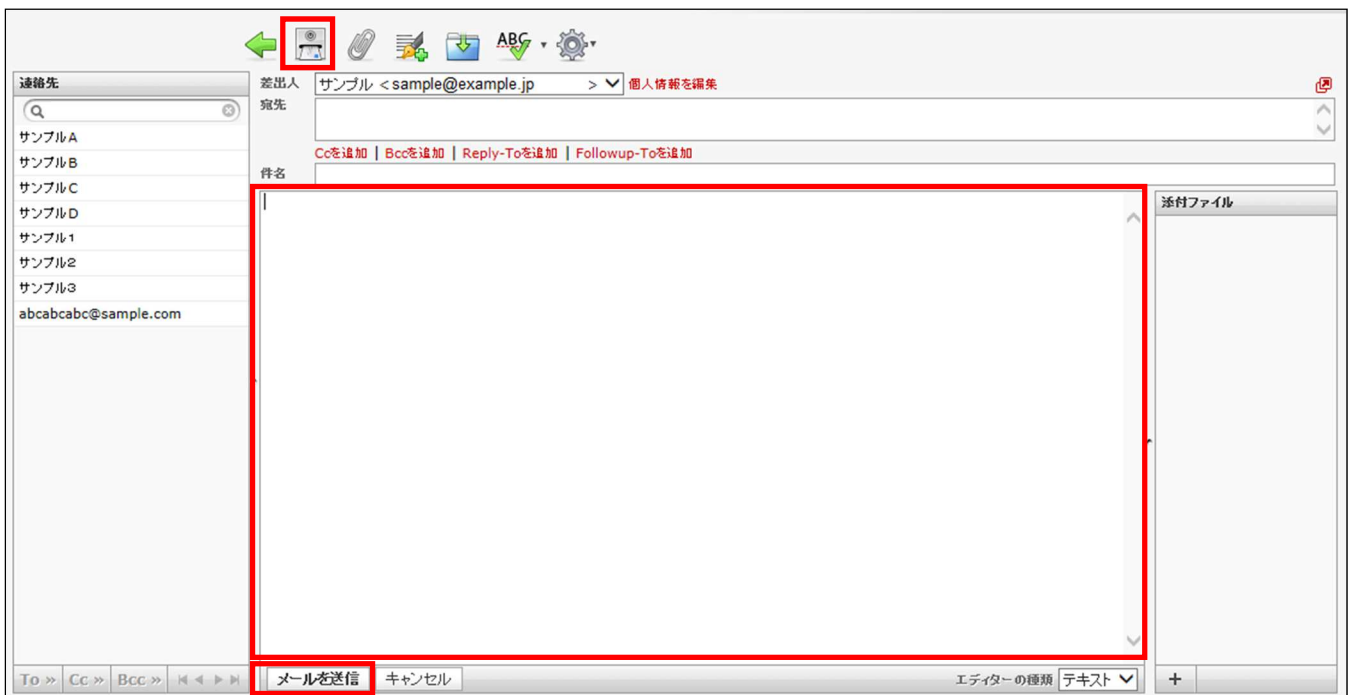 ABC
連絡先
サンプルA
サンプルB
サンプルC
サンプルD
サンプル1
サンプル2
サンプル3
abcabcabc@sample.com
To » Cc » Bcc »
差出人 サンプル <sample@example.jp > 個人情報を編集
宛先
Ccを追加 | Bccを追加 | Reply-Toを追加 | Followup-Toを追加
件名
添付ファイル
メールを送信 キャンセル
エディターの種類 テキスト
+